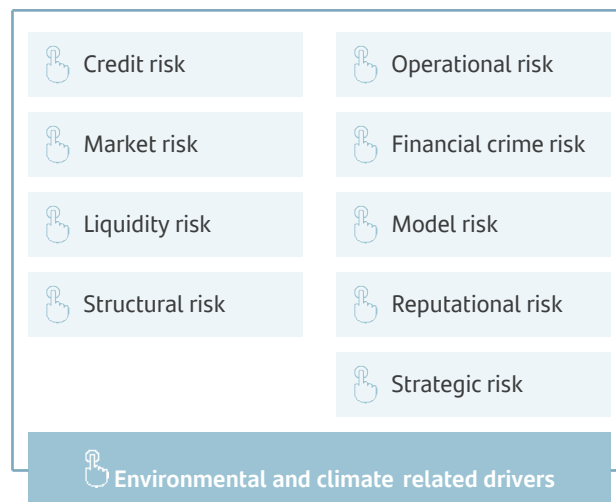 Credit risk
Operational risk
Market risk
Financial crime risk
Liquidity risk
Model risk
Structural risk
Reputational risk
Strategic risk
Environmental and climate related drivers